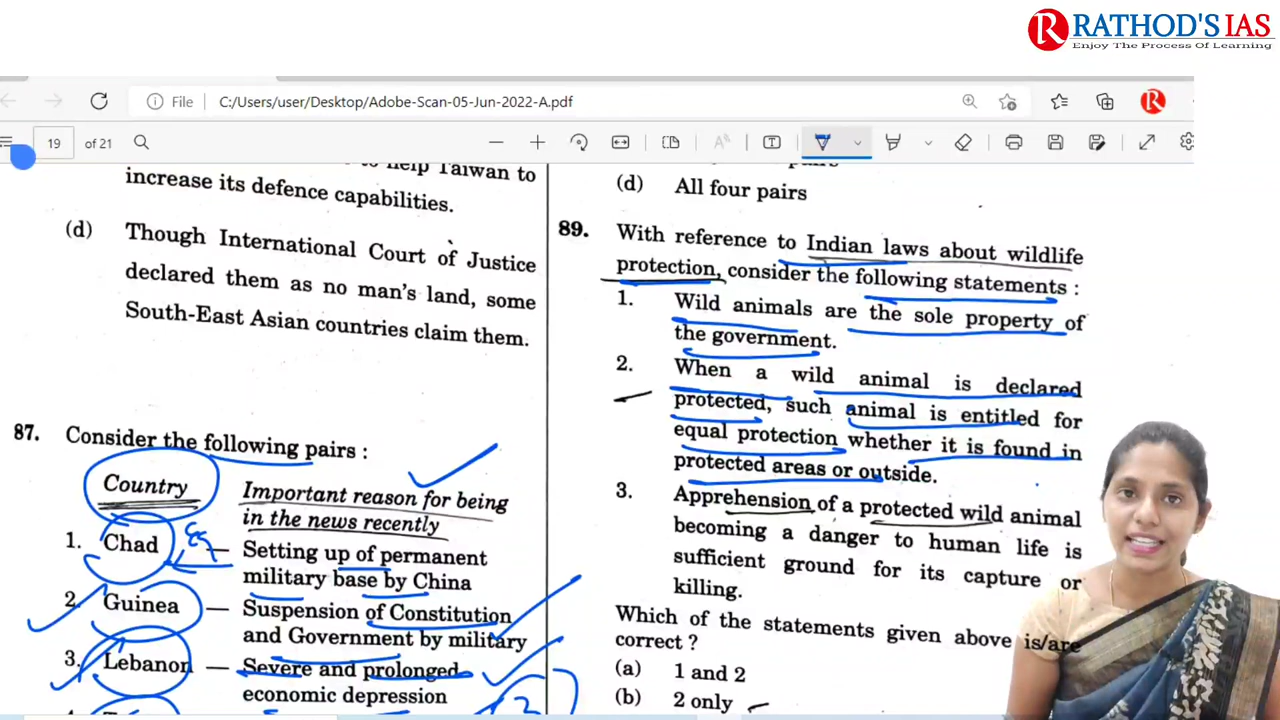 RATHOD'S IAS
Enjoy The Process Of Learning
File C:/Users/user/Desktop/Adobe-Scan-05-Jun-2022-A.pdf
19 of 21
to help Taiwan to
increase its defence capabilities.
(d) Though International Court of Justice
declared them as no man's land, some
South-East Asian countries claim them.
87. Consider the following pairs :
Country Important reason for being
in the news recently
1. Chad — Setting up of permanent
military base by China
2. Guinea — Suspension of Constitution
and Government by military
3. Lebanon — Severe and prolonged
economic depression
(d) All four pairs
89. With reference to Indian laws about wildlife
protection, consider the following statements :
1. Wild animals are the sole property of
the government.
2. When a wild animal is declared
protected, such animal is entitled for
equal protection whether it is found in
protected areas or outside.
3. Apprehension of a protected wild animal
becoming a danger to human life is
sufficient ground for its capture or
killing.
Which of the statements given above is/are
correct ?
(a) 1 and 2
(b) 2 only